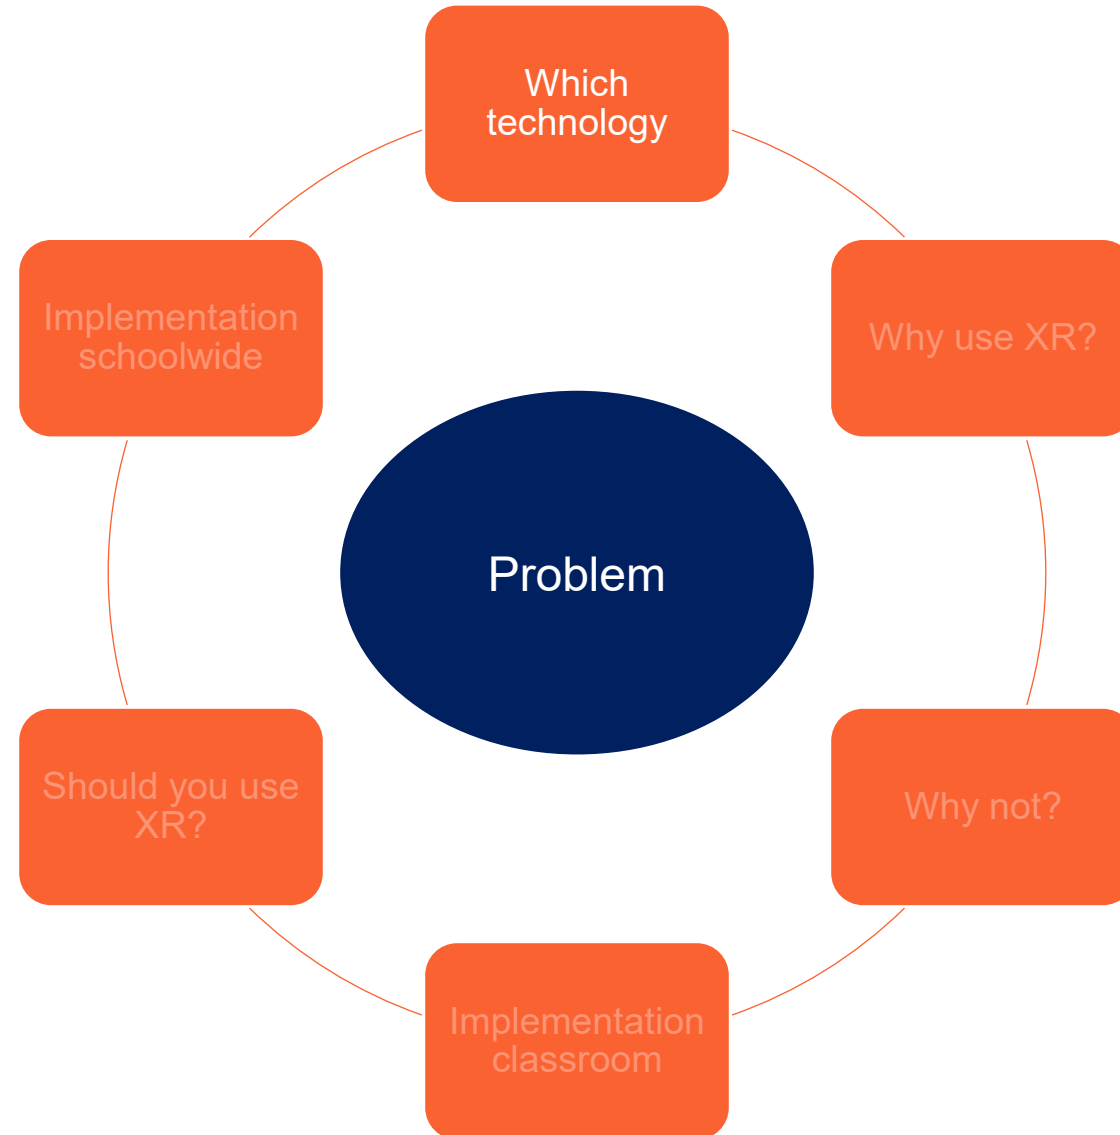 Which
technology
Why use XR?
Why not?
Implementation
classroom
Should you use
XR?
Implementation
schoolwide
Problem